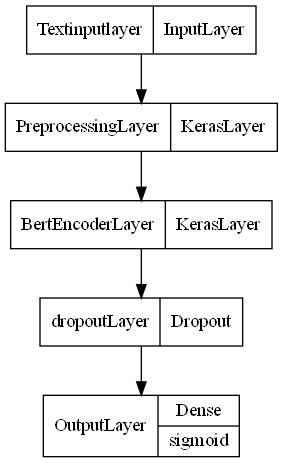 Textinputlayer InputLayer
PreprocessingLayer KerasLayer
BertEncoderLayer KerasLayer
dropoutLayer Dropout
OutputLayer Dense
sigmoid